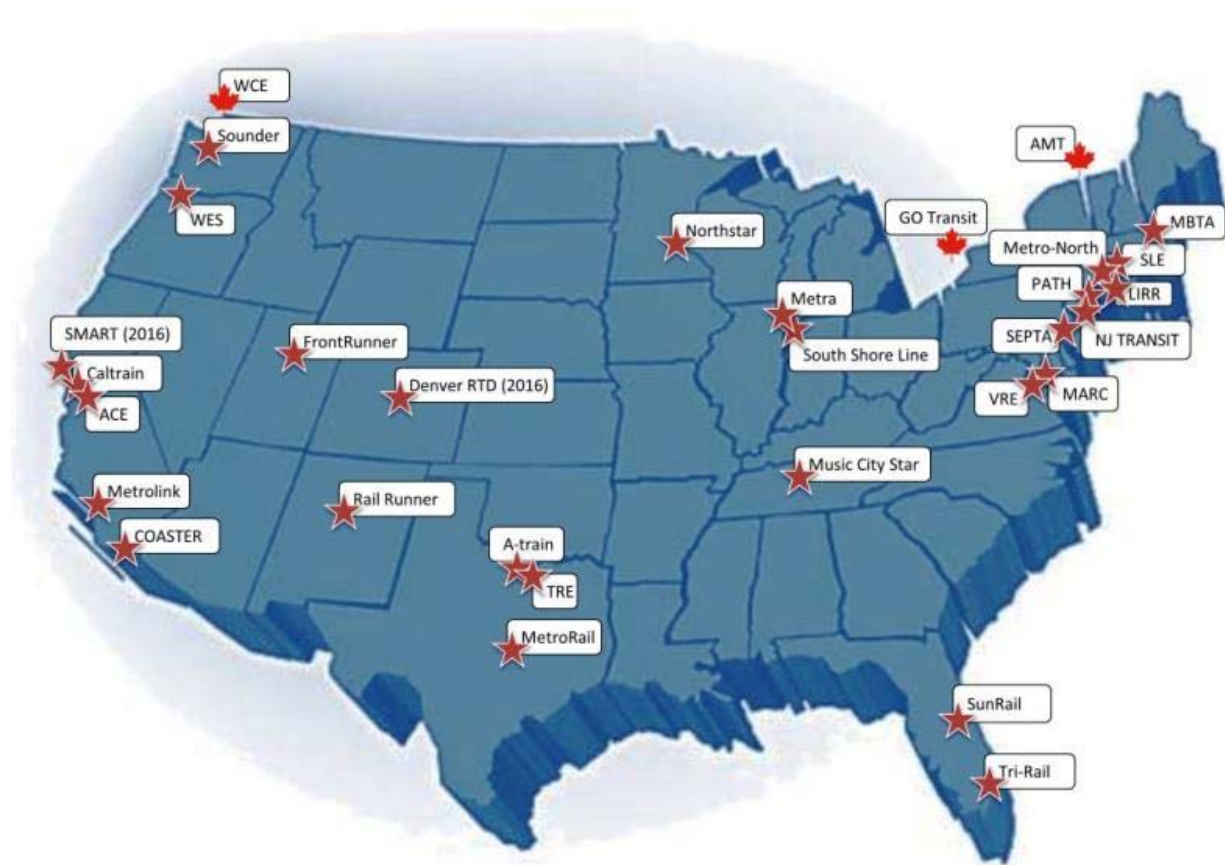 WCE
Sounder
WES
AMT
GO Transit
MBTA
Northstar
Metro-North
SLE
PATH
LIRR
Metra
SMART (2016)
FrontRunner
SEPTA
NJ TRANSIT
South Shore Line
Caltrain
Denver RTD (2016)
ACE
VRE
MARC
Music City Star
Metrolink
Rail Runner
COASTER
A-train
TRE
MetroRail
SunRail
Tri-Rail